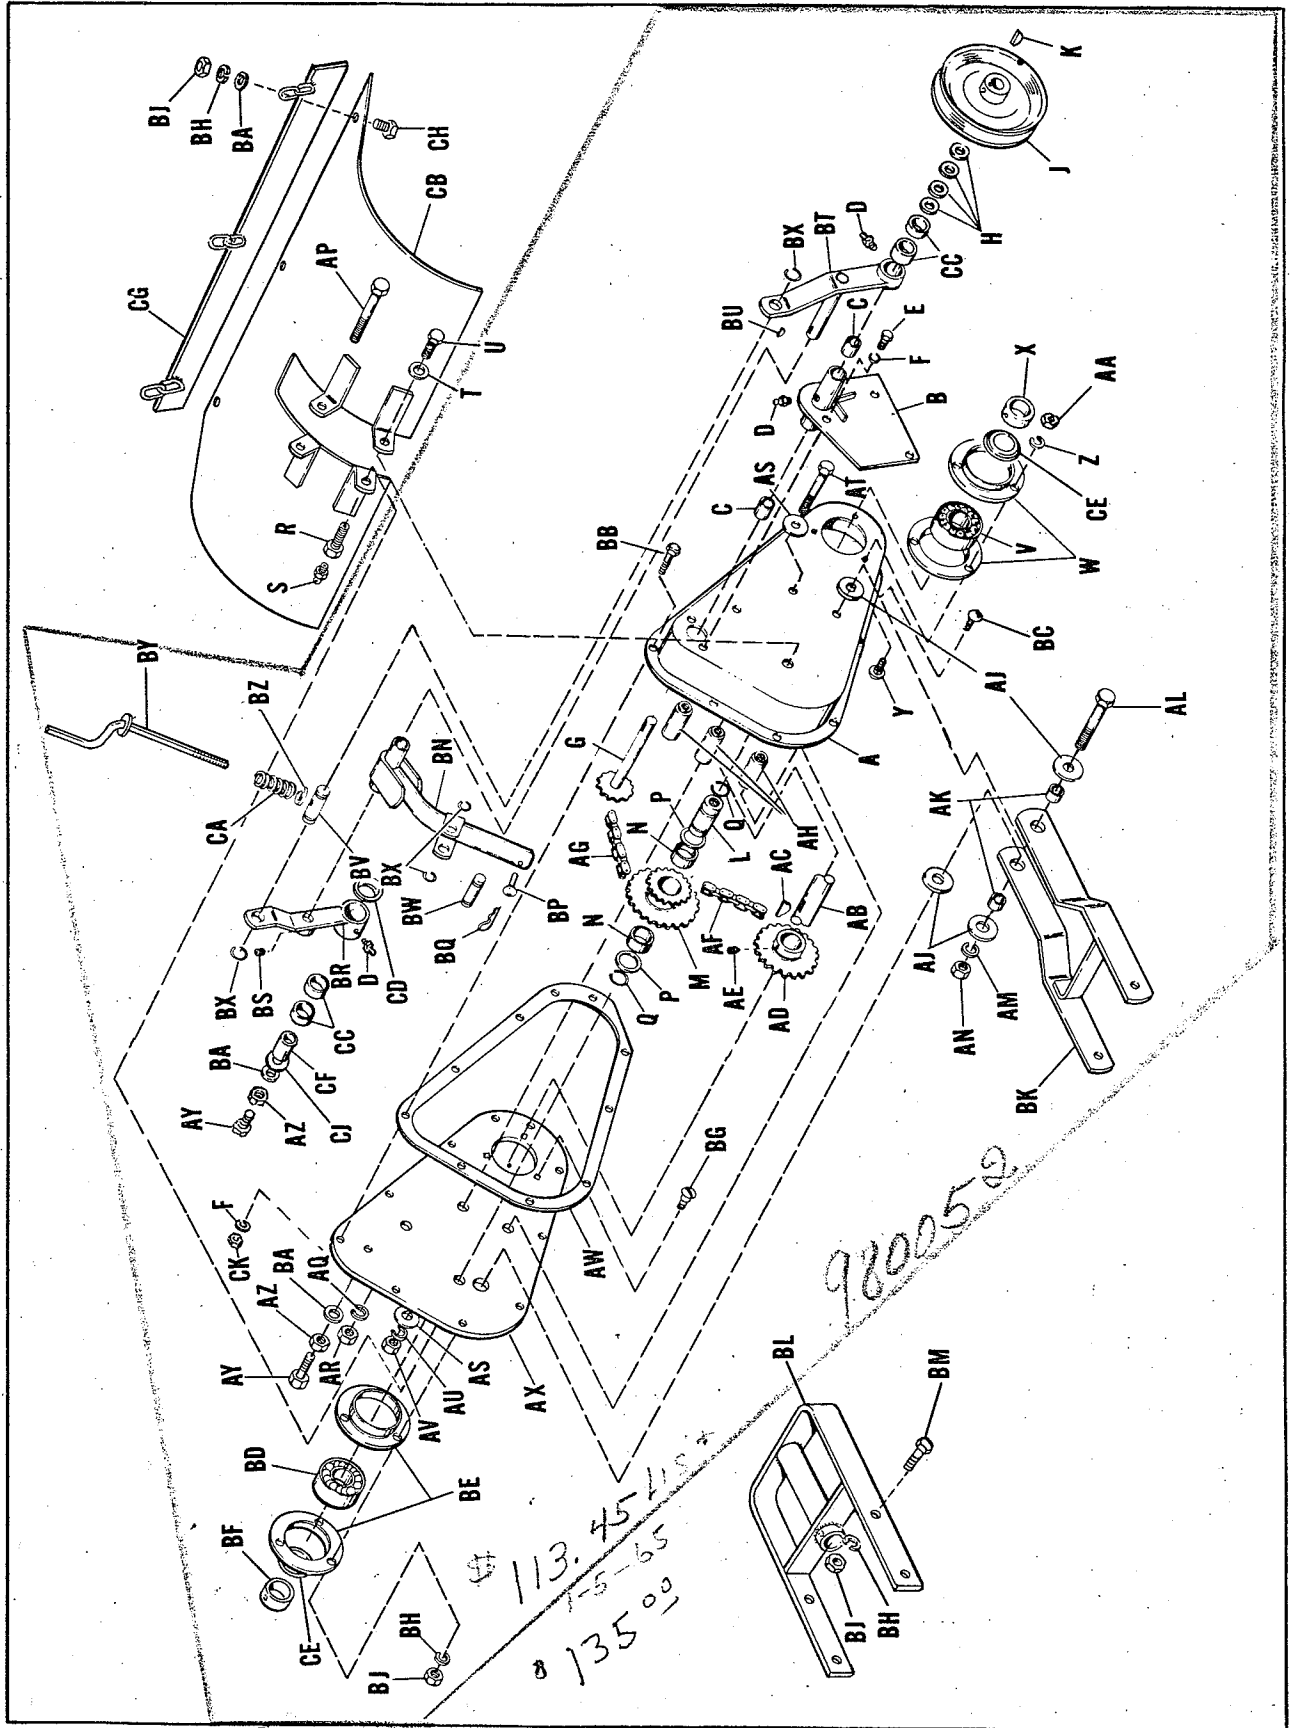 BJ
BH
BA
CH
CB
CG
AP
U
T
R
S
K
J
H
CC
D
BT
BX
BU
C
E
F
B
D
X
AA
Z
CE
V
W
AS
AT
C
BB
BC
Y
A
AJ
AL
AK
AJ
AM
AN
BK
BY
BZ
CA
BV
BX
BN
BW
BP
BQ
BR
D
CD
BX
BS
CC
BA
CF
CJ
AY
AZ
G
P
N
Q
L
AH
AG
AC
AB
AF
AE
AD
M
N
P
Q
BG
AW
F
CK
AQ
BA
AZ
AR
AY
AS
AU
AV
AX
BD
BE
BF
CE
BH
BJ
BL
BM
BJ
BH
980052
$ 113.45 List
1-5-65
$ 135 00